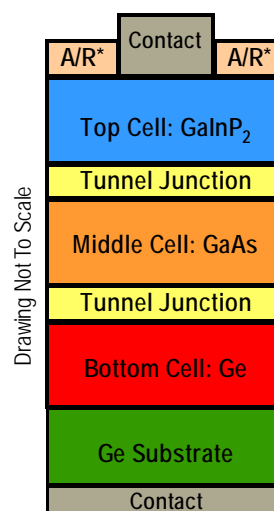 Contact
A/R* A/R*
Top Cell: GaInP₂
Tunnel Junction
Middle Cell: GaAs
Tunnel Junction
Bottom Cell: Ge
Ge Substrate
Contact
Drawing Not To Scale